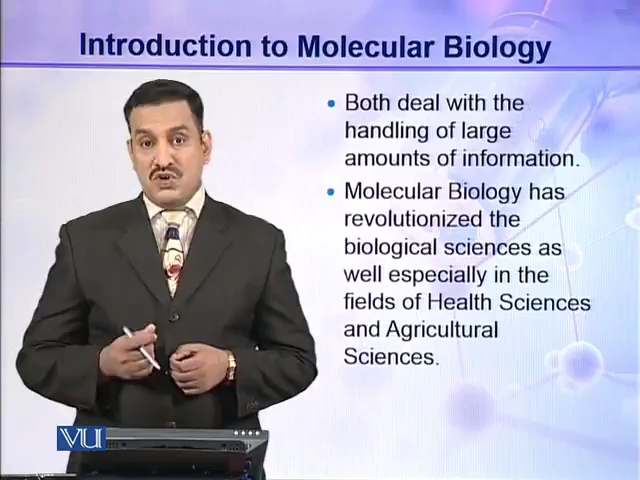 Introduction to Molecular Biology
• Both deal with the
handling of large
amounts of information.
• Molecular Biology has
revolutionized the
biological sciences as
well especially in the
fields of Health Sciences
and Agricultural
Sciences.
VU